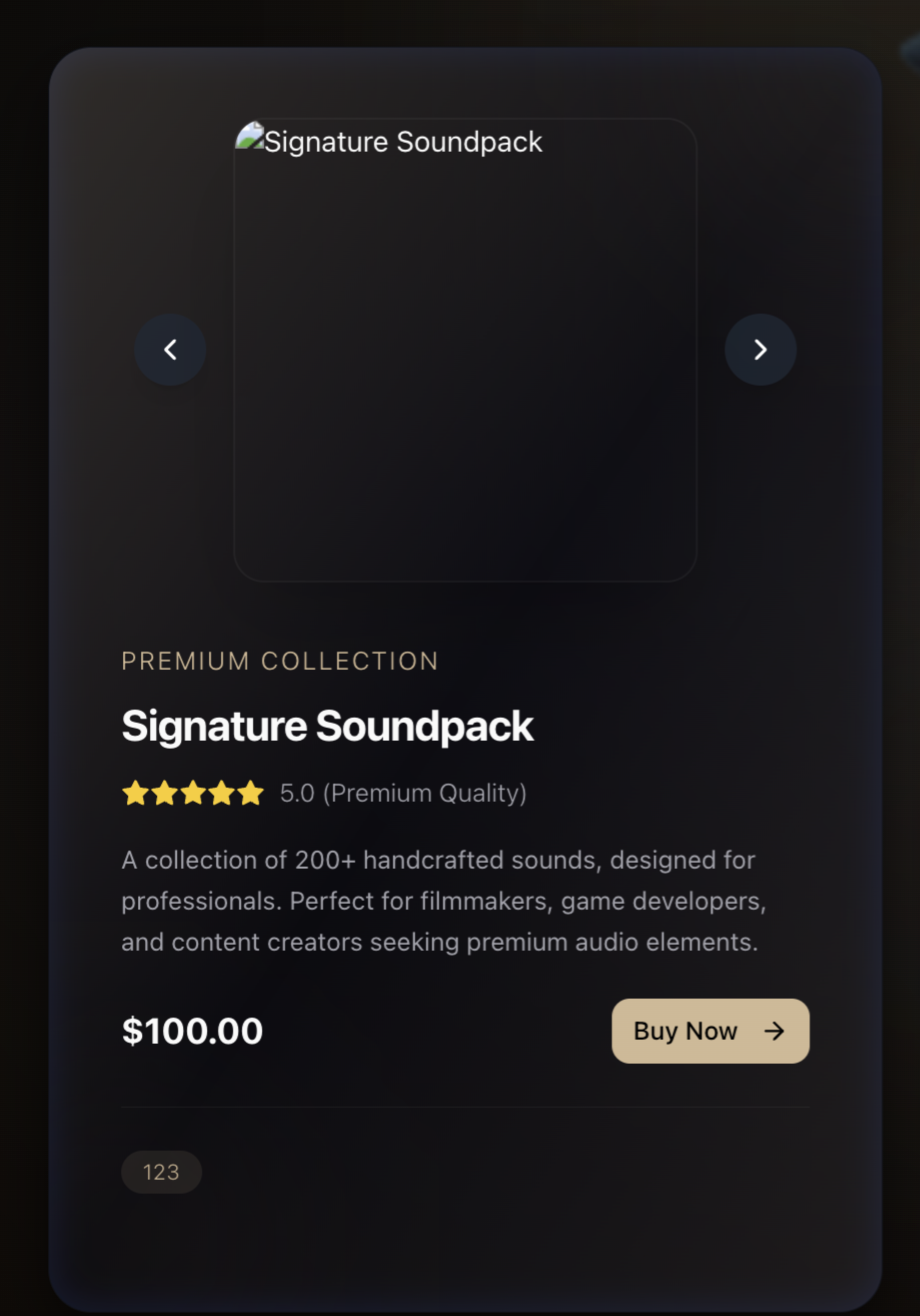 Signature Soundpack
PREMIUM COLLECTION
Signature Soundpack
5.0 (Premium Quality)
A collection of 200+ handcrafted sounds, designed for
professionals. Perfect for filmmakers, game developers,
and content creators seeking premium audio elements.
$100.00
Buy Now
123